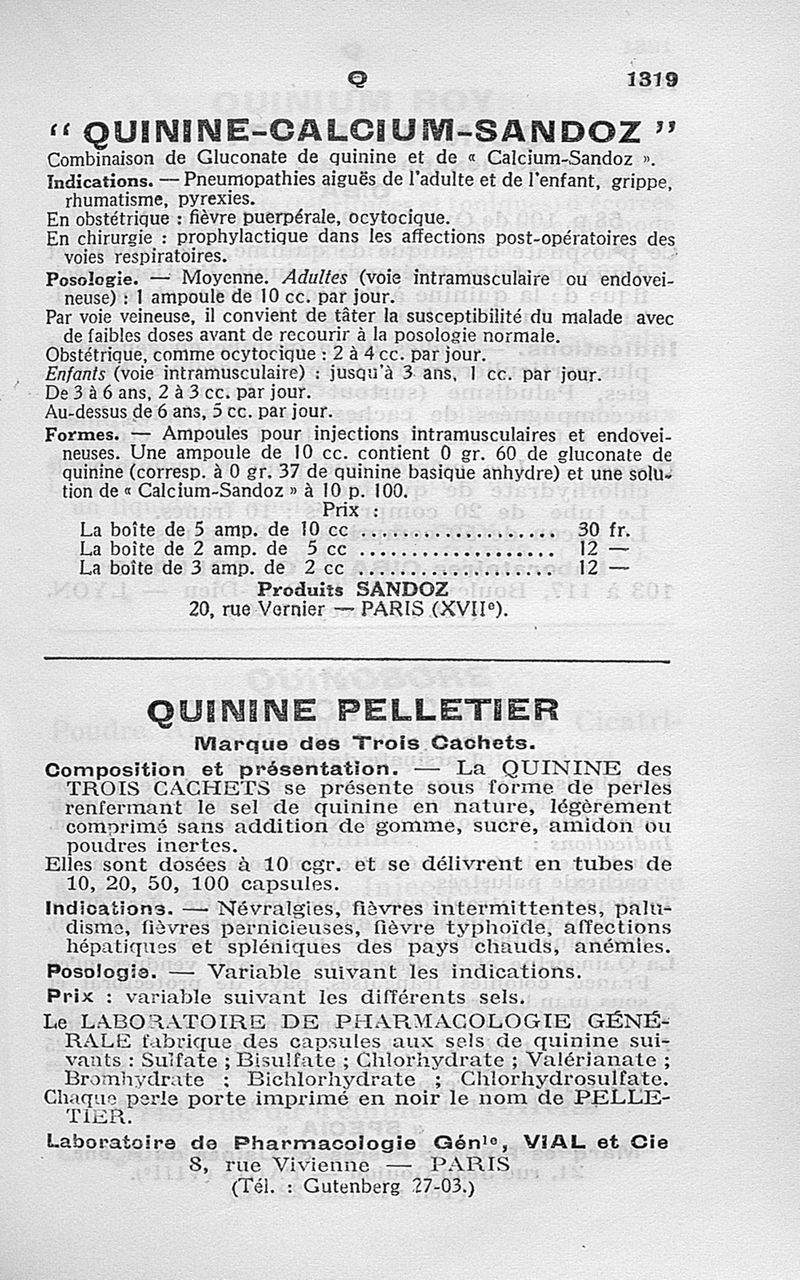 Q 1319
“ QUININE-CALCIUM-SANDOZ ”
Combinaison de Gluconate de quinine et de « Calcium-Sandoz ».
Indications. — Pneumopathies aiguës de l'adulte et de l'enfant, grippe,
rhumatisme, pyrexies.
En obstétrique : fièvre puerpérale, ocytocique.
En chirurgie : prophylactique dans les affections post-opératoires des
voies respiratoires.
Posologie. — Moyenne. Adultes (voie intramusculaire ou endovei-
neuse) : 1 ampoule de 10 cc. par jour.
Par voie veineuse, il convient de tâter la susceptibilité du malade avec
de faibles doses avant de recourir à la posologie normale.
Obstétrique, comme ocytocique : 2 à 4 cc. par jour.
Enfants (voie intramusculaire) : jusqu'à 3 ans, 1 cc. par jour.
De 3 à 6 ans, 2 à 3 cc. par jour.
Au-dessus de 6 ans, 5 cc. par jour.
Formes. — Ampoules pour injections intramusculaires et endovei-
neuses. Une ampoule de 10 cc. contient 0 gr. 60 de gluconate de
quinine (corresp. à 0 gr. 37 de quinine basique anhydre) et une solu-
tion de « Calcium-Sandoz » à 10 p. 100.
Prix :
La boîte de 5 amp. de 10 cc .................... 30 fr.
La boîte de 2 amp. de 5 cc .................... 12 —
La boîte de 3 amp. de 2 cc .................... 12 —
Produits SANDOZ
20, rue Vernier — PARIS (XVIIe).
QUININE PELLETIER
Marque des Trois Cachets.
Composition et présentation. — La QUININE des
TROIS CACHETS se présente sous forme de perles
renfermant le sel de quinine en nature, légèrement
comprimé sans addition de gomme, sucre, amidon ou
poudres inertes.
Elles sont dosées à 10 cgr. et se délivrent en tubes de
10, 20, 50, 100 capsules.
Indications. — Névralgies, fièvres intermittentes, palu-
disme, fièvres pernicieuses, fièvre typhoïde, affections
hépatiques et spléniques des pays chauds, anémies.
Posologie. — Variable suivant les indications.
Prix : variable suivant les différents sels.
Le LABORATOIRE DE PHARMACOLOGIE GÉNÉ-
RALE fabrique des capsules aux sels de quinine sui-
vants : Sulfate ; Bisulfate ; Chlorhydrate ; Valérianate ;
Bromhydrate ; Bichlorhydrate ; Chlorhydrosulfate.
Chaque perle porte imprimé en noir le nom de PELLE-
TIER.
Laboratoire de Pharmacologie Génle, VIAL et Cie
8, rue Vivienne — PARIS
(Tél. : Gutenberg 27-03.)